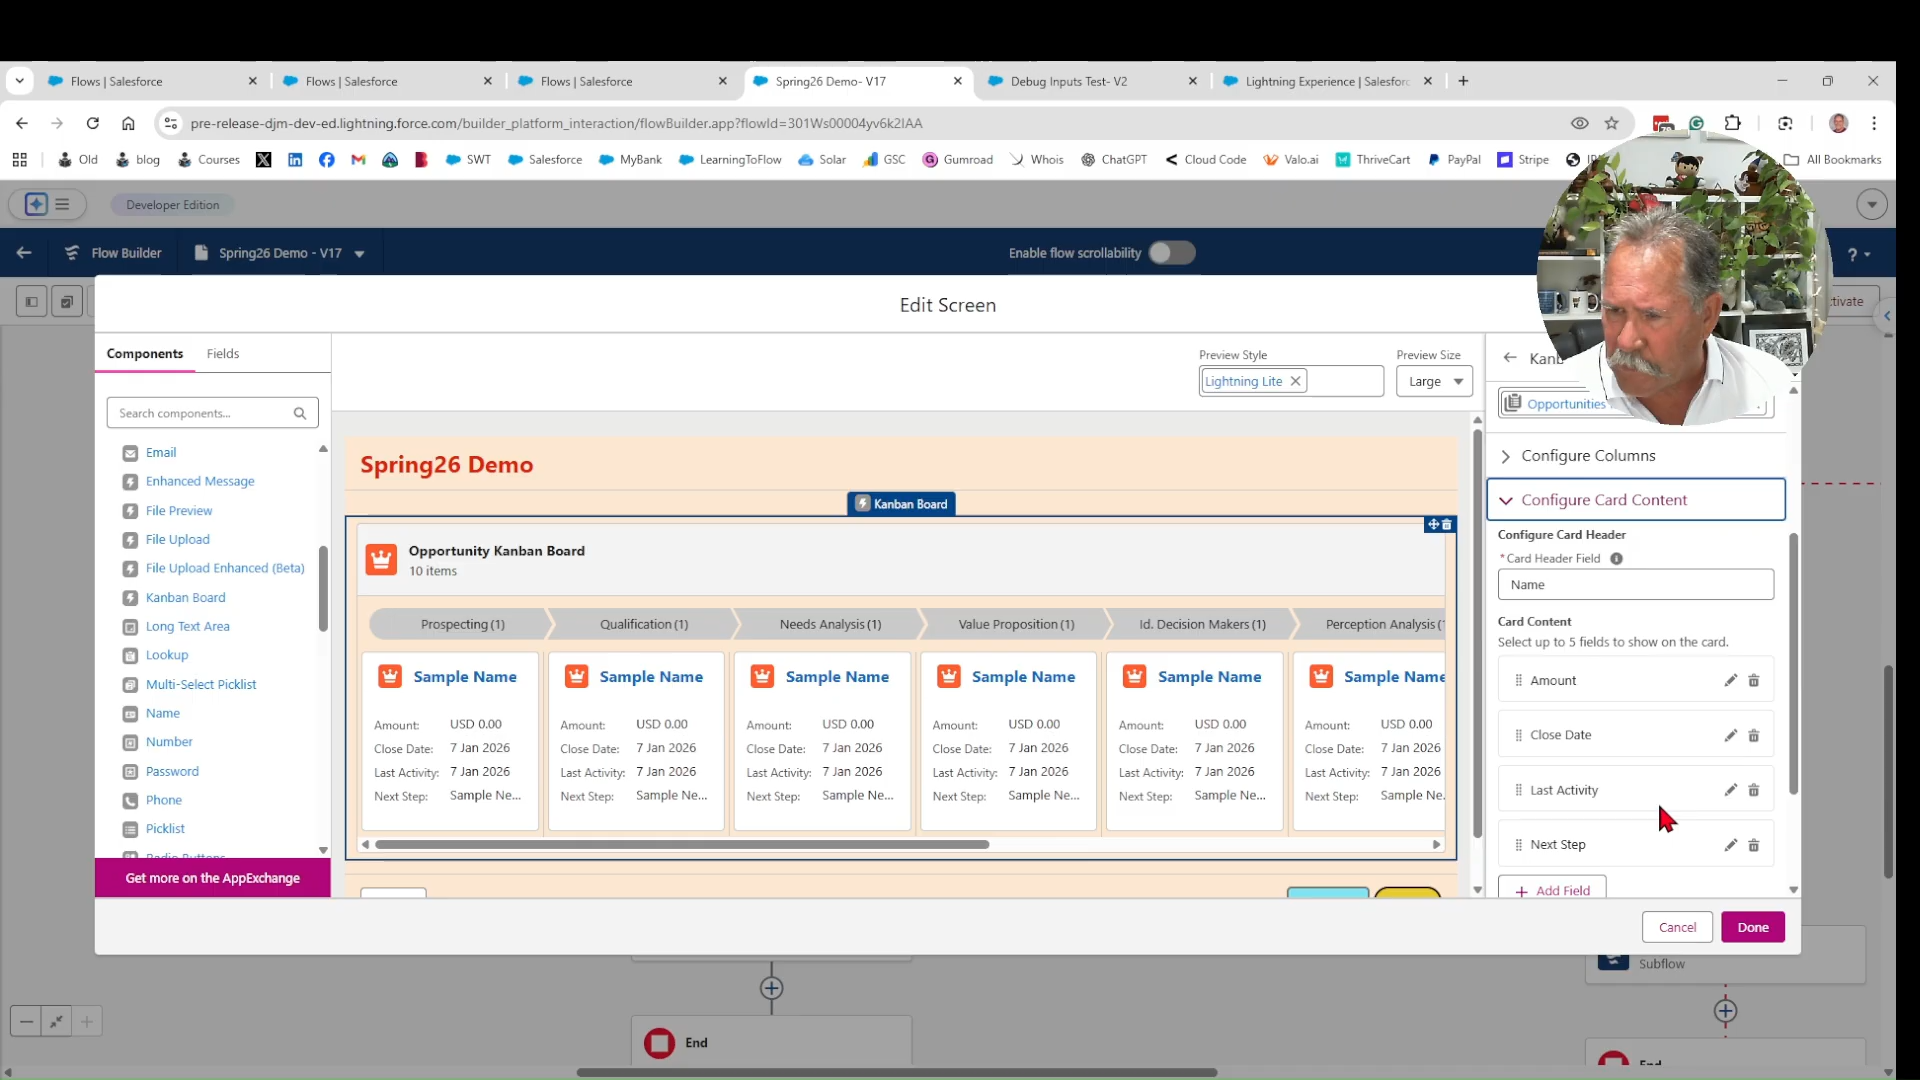 Flows | Salesforce
Flows | Salesforce
Flows | Salesforce
Spring26 Demo- V17
Debug Inputs Test- V2
Lightning Experience | Salesforc
pre-release-djm-dev-ed.lightning.force.com/builder_platform_interaction/flowBuilder.app?flowId=301Ws00004yv6k2IAA
Old
blog
Courses
SWT
Salesforce
MyBank
LearningToFlow
Solar
GSC
Gumroad
Whois
ChatGPT
Cloud Code
Valo.ai
ThriveCart
PayPal
Stripe
All Bookmarks
Developer Edition
Flow Builder
Spring26 Demo - V17
Enable flow scrollability
?
ctivate
Edit Screen
Components
Fields
Preview Style
Lightning Lite
Preview Size
Large
Search components...
Email
Enhanced Message
File Preview
File Upload
File Upload Enhanced (Beta)
Kanban Board
Long Text Area
Lookup
Multi-Select Picklist
Name
Number
Password
Phone
Picklist
Radio Buttons
Get more on the AppExchange
Spring26 Demo
Kanban Board
Opportunity Kanban Board
10 items
Prospecting (1)
Qualification (1)
Needs Analysis (1)
Value Proposition (1)
Id. Decision Makers (1)
Perception Analysis (1
Sample Name
Amount: USD 0.00
Close Date: 7 Jan 2026
Last Activity: 7 Jan 2026
Next Step: Sample Ne...
Sample Name
Amount: USD 0.00
Close Date: 7 Jan 2026
Last Activity: 7 Jan 2026
Next Step: Sample Ne...
Sample Name
Amount: USD 0.00
Close Date: 7 Jan 2026
Last Activity: 7 Jan 2026
Next Step: Sample Ne...
Sample Name
Amount: USD 0.00
Close Date: 7 Jan 2026
Last Activity: 7 Jan 2026
Next Step: Sample Ne...
Sample Name
Amount: USD 0.00
Close Date: 7 Jan 2026
Last Activity: 7 Jan 2026
Next Step: Sample Ne...
Sample Name
Amount: USD 0.00
Close Date: 7 Jan 2026
Last Activity: 7 Jan 2026
Next Step: Sample Ne.
Kanb
Opportunities
Configure Columns
Configure Card Content
Configure Card Header
*Card Header Field
Name
Card Content
Select up to 5 fields to show on the card.
Amount
Close Date
Last Activity
Next Step
Add Field
Cancel
Done
Subflow
End
End